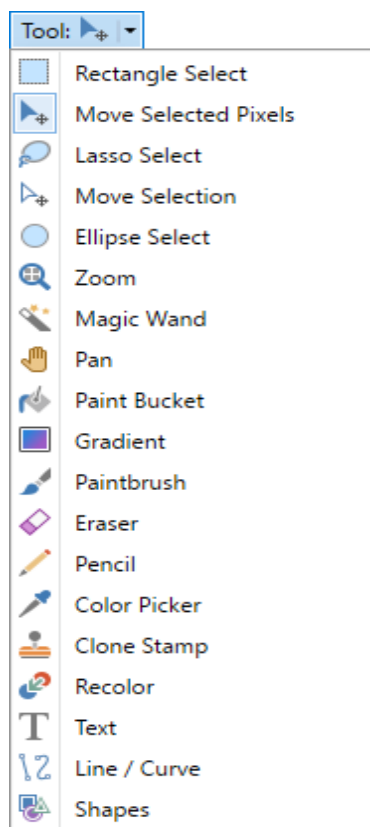 Tool:
Rectangle Select
Move Selected Pixels
Lasso Select
Move Selection
Ellipse Select
Zoom
Magic Wand
Pan
Paint Bucket
Gradient
Paintbrush
Eraser
Pencil
Color Picker
Clone Stamp
Recolor
Text
Line / Curve
Shapes